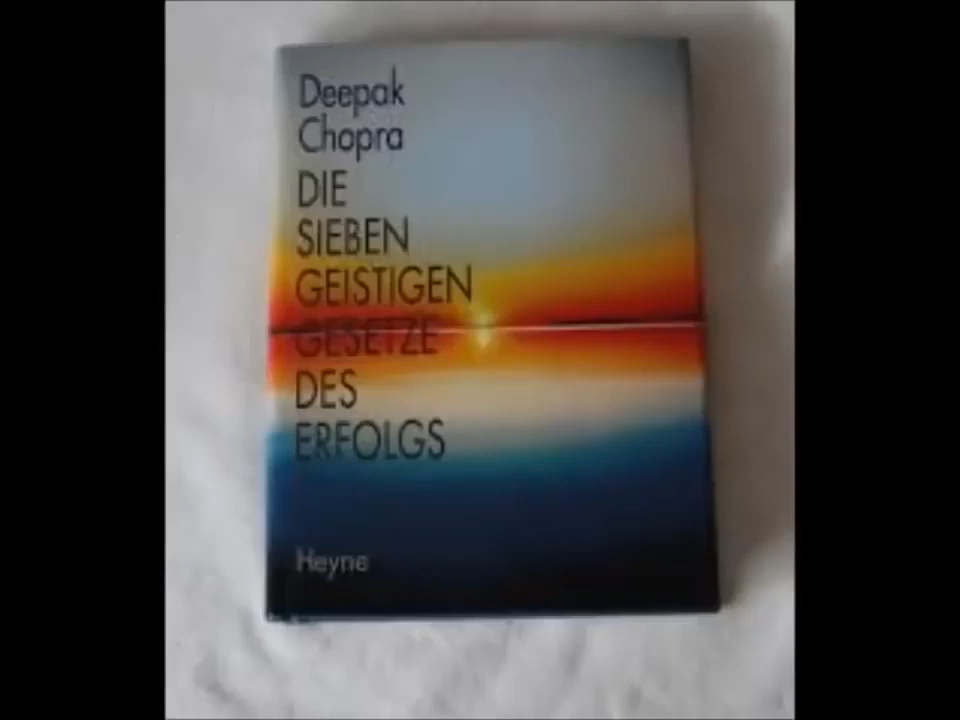 Deepak
Chopra
DIE
SIEBEN
GEISTIGEN
GESETZE
DES
ERFOLGS
Heyne